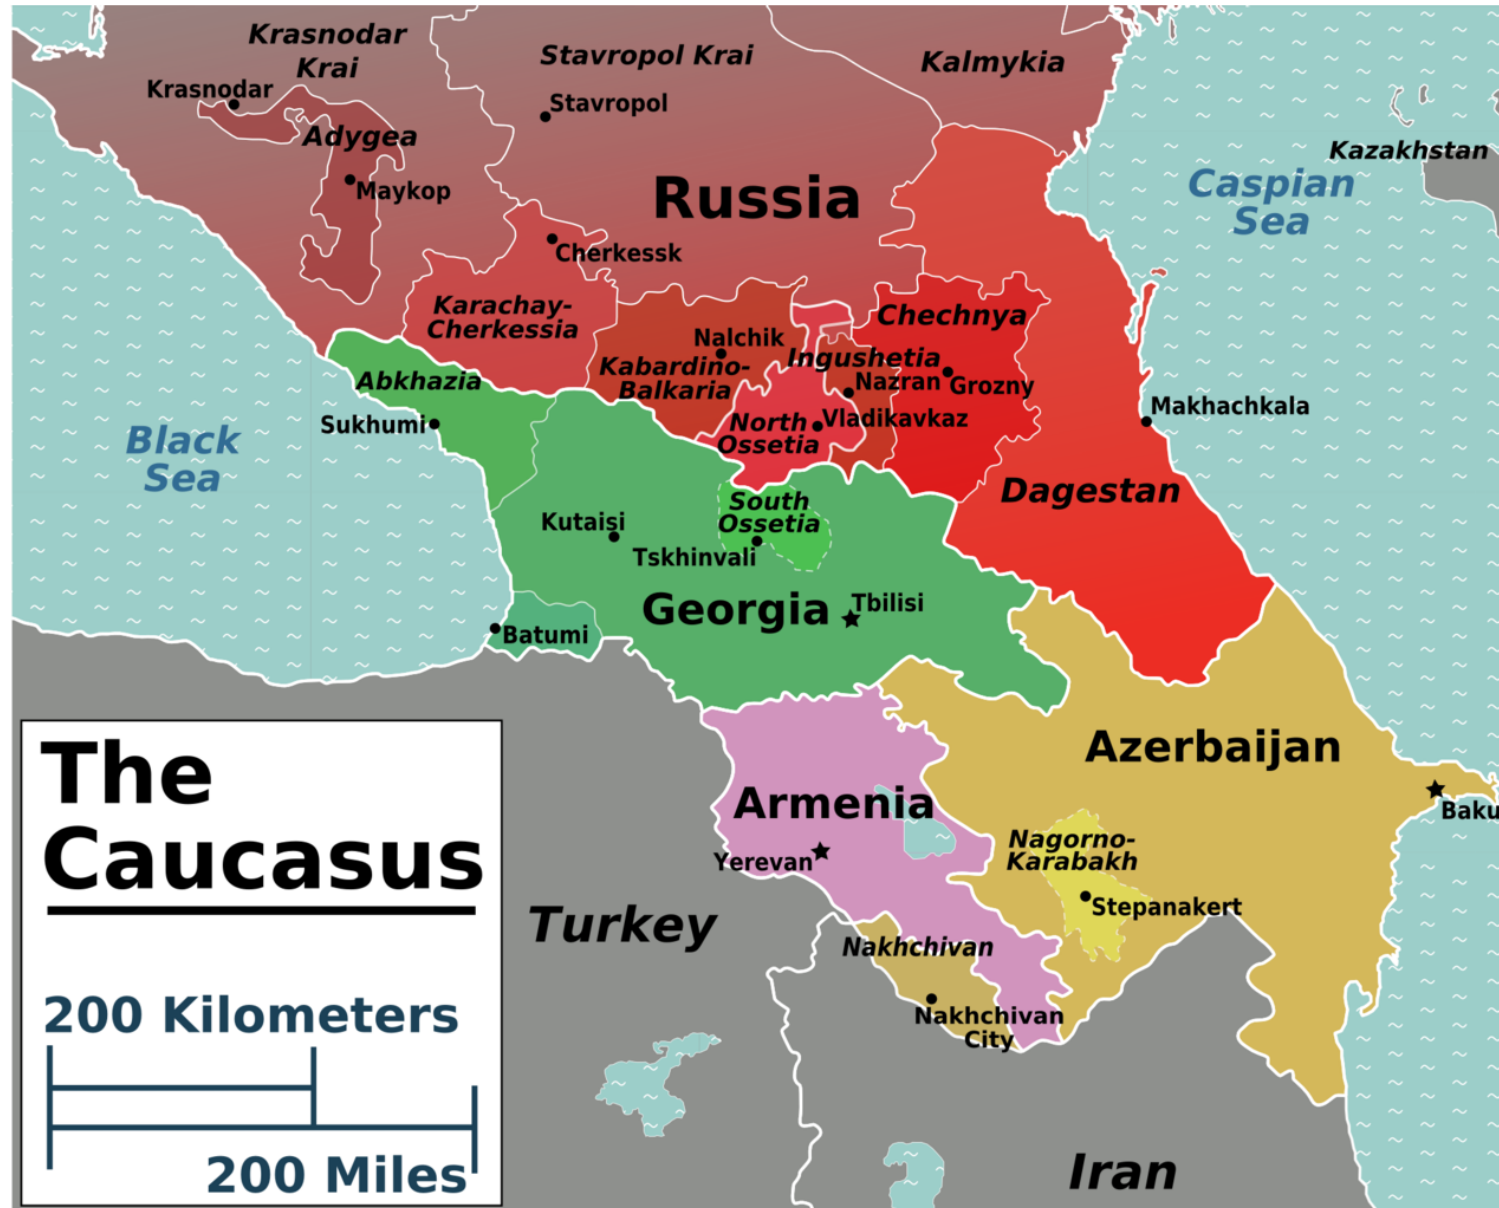 Krasnodar
Krai
Stavropol Krai
Kalmykia
Krasnodar
Stavropol
Adygea
Kazakhstan
Maykop
Russia
Caspian
Sea
Cherkessk
Karachay-
Cherkessia
Chechnya
Nalchik
Ingushetia
Kabardino-
Balkaria
Nazran
Grozny
Abkhazia
Sukhumi
North
Ossetia
Vladikavkaz
Makhachkala
Black
Sea
Dagestan
South
Ossetia
Kutaisi
Tskhinvali
Georgia
Tbilisi
Batumi
Azerbaijan
Armenia
Baku
Nagorno-
Karabakh
Yerevan
Stepanakert
Turkey
Nakhchivan
Nakhchivan
City
Iran
The
Caucasus
200 Kilometers
200 Miles